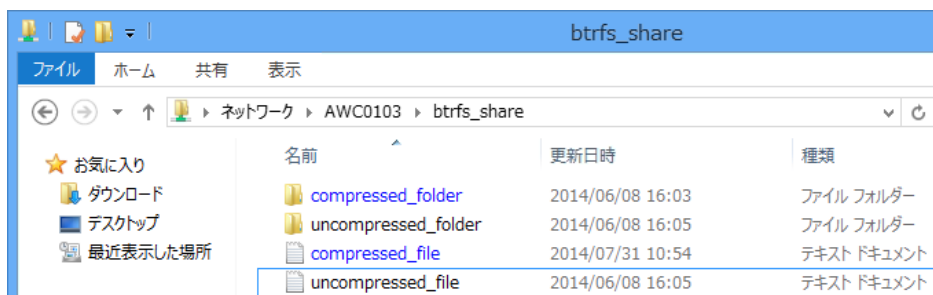 btrfs_share
ファイル ホーム 共有 表示
ネットワーク AWC0103 btrfs_share
お気に入り
ダウンロード
デスクトップ
最近表示した場所
名前 更新日時 種類
compressed_folder 2014/06/08 16:03 ファイル フォルダー
uncompressed_folder 2014/06/08 16:05 ファイル フォルダー
compressed_file 2014/07/31 10:54 テキスト ドキュメント
uncompressed_file 2014/06/08 16:05 テキスト ドキュメント